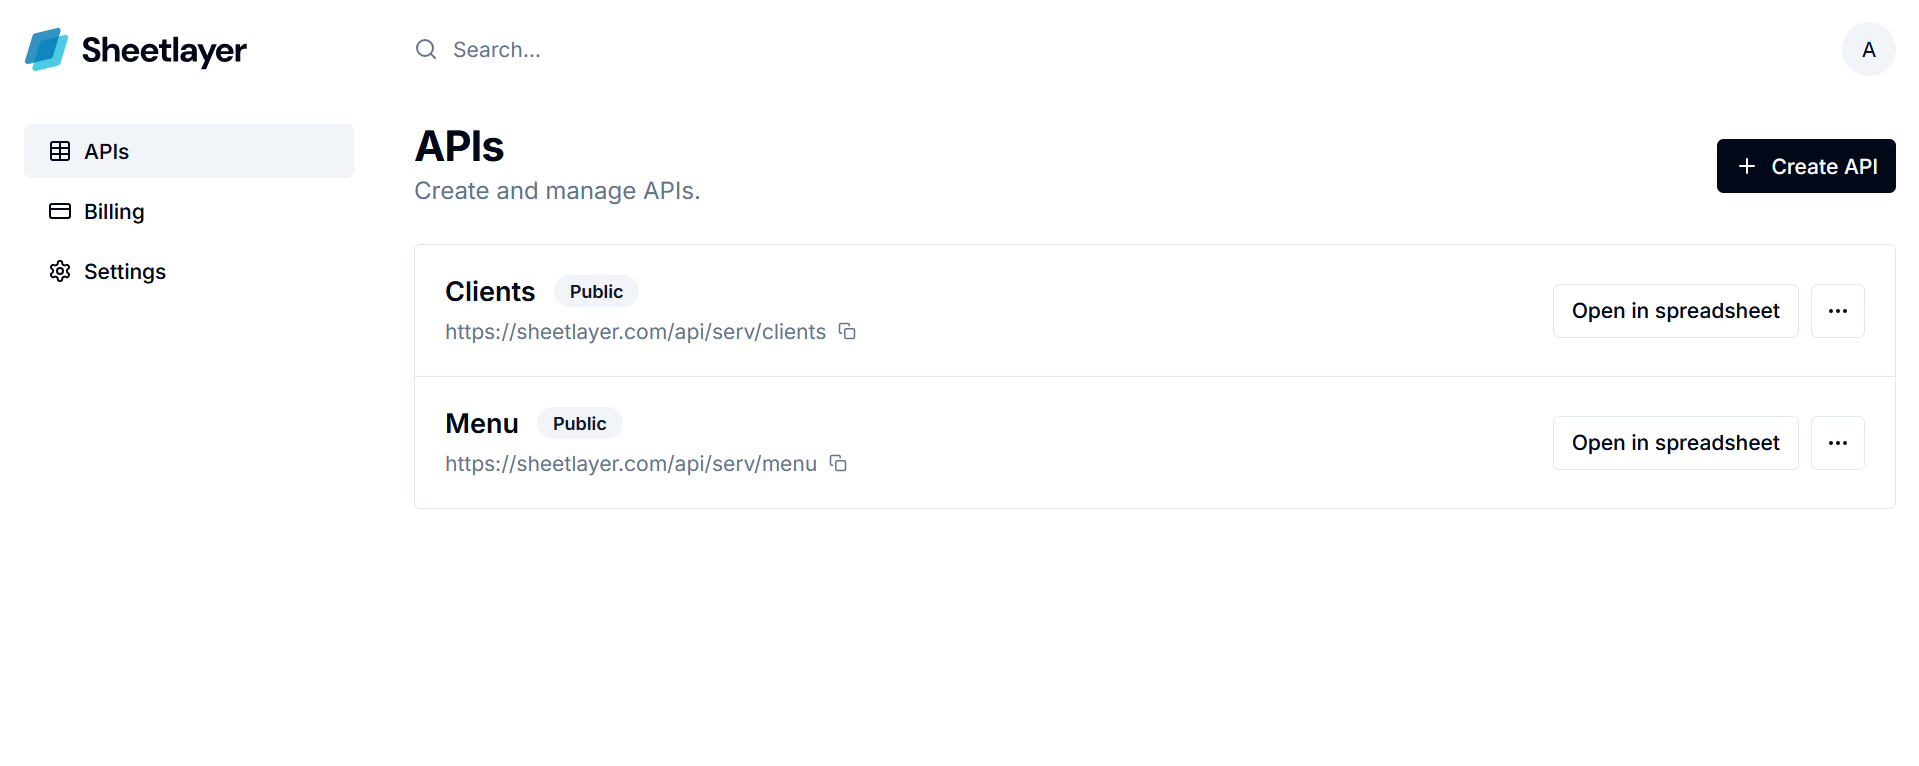 Sheetlayer
Search...
A
APIs
Billing
Settings
APIs
Create and manage APIs.
Create API
Clients
Public
https://sheetlayer.com/api/serv/clients
Open in spreadsheet
Menu
Public
https://sheetlayer.com/api/serv/menu
Open in spreadsheet